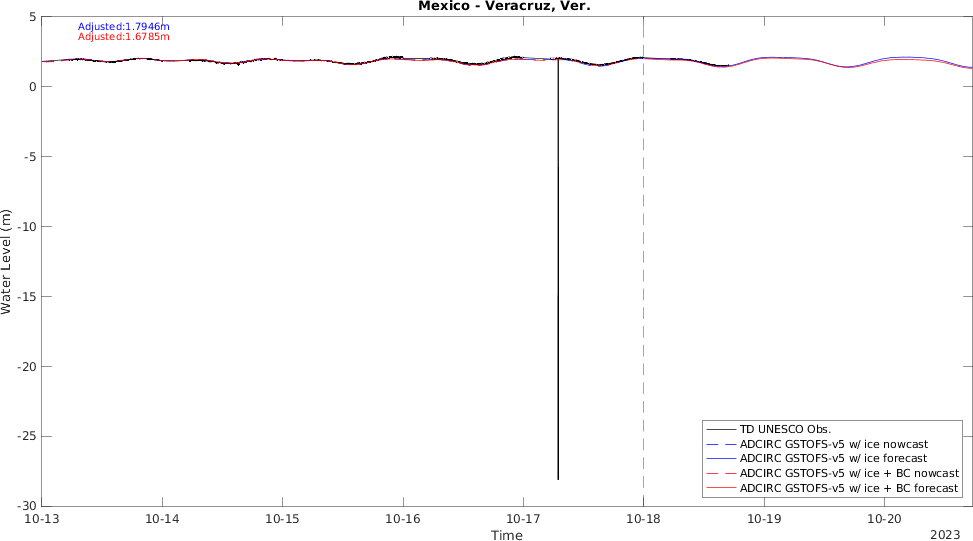 Mexico - Veracruz, Ver.
Adjusted:1.7946m
Adjusted:1.6785m
5
0
-5
-10
-15
-20
-25
-30
Water Level (m)
10-13 10-14 10-15 10-16 10-17 10-18 10-19 10-20
Time
2023
TD UNESCO Obs.
ADCIRC GSTOFS-v5 w/ ice nowcast
ADCIRC GSTOFS-v5 w/ ice forecast
ADCIRC GSTOFS-v5 w/ ice + BC nowcast
ADCIRC GSTOFS-v5 w/ ice + BC forecast